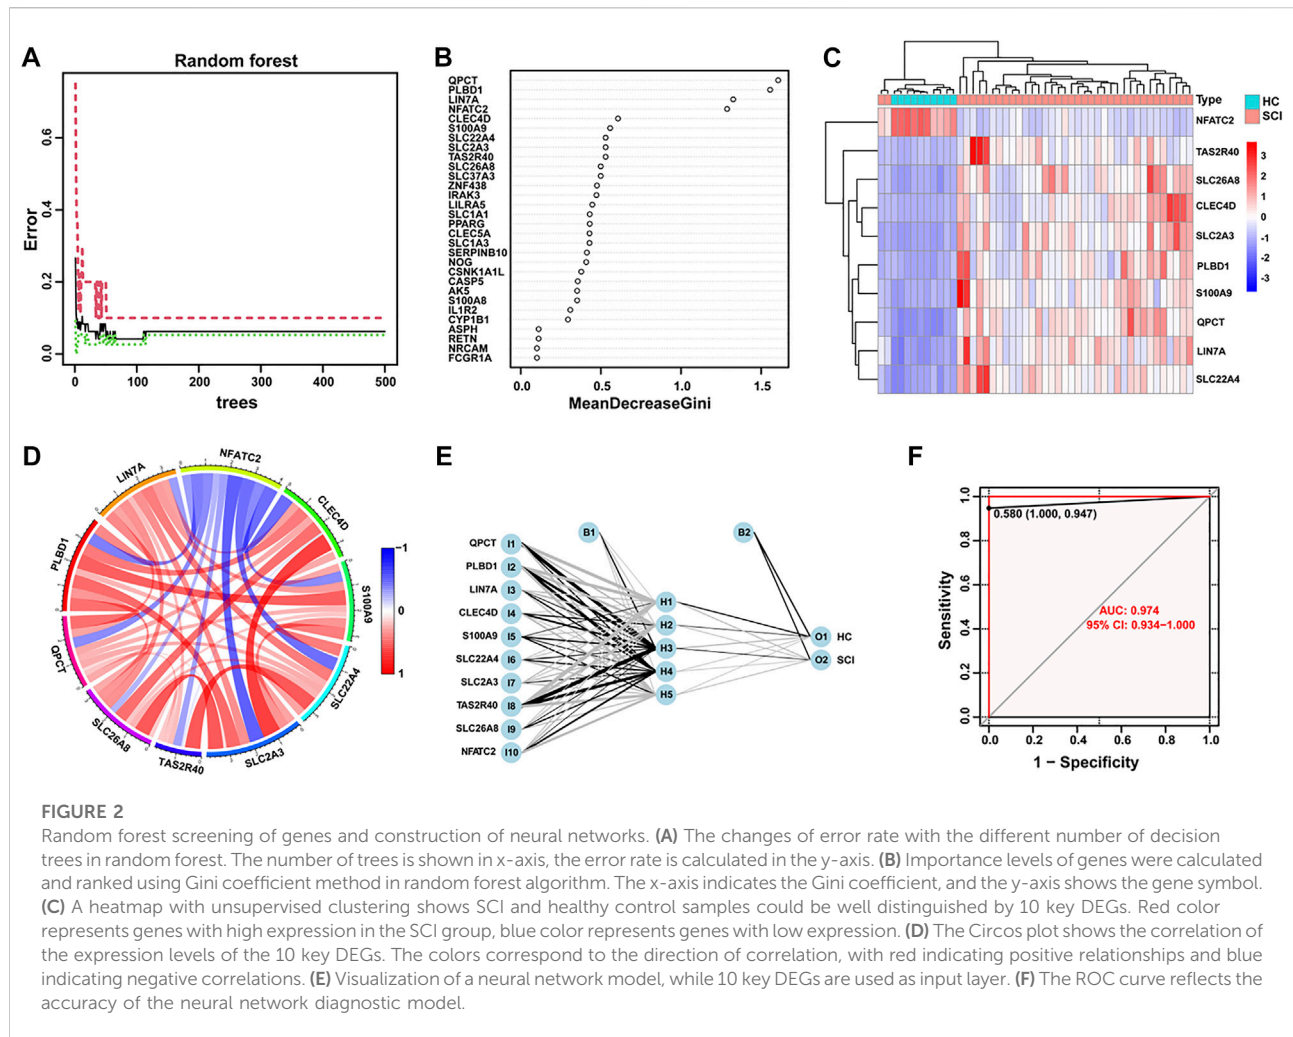 A
Random forest
Error
0.0
0.2
0.4
0.6
0
100
200
300
400
500
trees
B
QPCT
PLBD1
LIN7A
NFATC2
CLEC4D
S100A9
SLC22A4
SLC2A3
TAS2R40
SLC26A8
SLC37A3
ZNF438
IRAK3
LILRA5
SLC1A1
PPARG
CLEC5A
SLC1A3
SERPINB10
NOG
CSNK1A1L
CASP5
AK5
S100A8
IL1R2
CYP1B1
ASPH
RETN
NRCAM
FCGR1A
0.0
0.5
1.0
1.5
MeanDecreaseGini
C
Type
NFATC2
TAS2R40
SLC26A8
CLEC4D
SLC2A3
PLBD1
S100A9
QPCT
LIN7A
SLC22A4
HC
SCI
3
2
1
0
-1
-2
-3
D
NFATC2
CLEC4D
S100A9
SLC22A4
SLC2A3
TAS2R40
SLC26A8
QPCT
PLBD1
LIN7A
−1
0
1
E
QPCT
PLBD1
LIN7A
CLEC4D
S100A9
SLC22A4
SLC2A3
TAS2R40
SLC26A8
NFATC2
I1
I2
I3
I4
I5
I6
I7
I8
I9
I10
B1
H1
H2
H3
H4
H5
B2
O1 HC
O2 SCI
F
Sensitivity
0.0
0.2
0.4
0.6
0.8
1.0
0.580 (1.000, 0.947)
AUC: 0.974
95% CI: 0.934−1.000
0.0
0.2
0.4
0.6
0.8
1.0
1 − Specificity
FIGURE 2
Random forest screening of genes and construction of neural networks. (A) The changes of error rate with the different number of decision
trees in random forest. The number of trees is shown in x-axis, the error rate is calculated in the y-axis. (B) Importance levels of genes were calculated
and ranked using Gini coefficient method in random forest algorithm. The x-axis indicates the Gini coefficient, and the y-axis shows the gene symbol.
(C) A heatmap with unsupervised clustering shows SCI and healthy control samples could be well distinguished by 10 key DEGs. Red color
represents genes with high expression in the SCI group, blue color represents genes with low expression. (D) The Circos plot shows the correlation of
the expression levels of the 10 key DEGs. The colors correspond to the direction of correlation, with red indicating positive relationships and blue
indicating negative correlations. (E) Visualization of a neural network model, while 10 key DEGs are used as input layer. (F) The ROC curve reflects the
accuracy of the neural network diagnostic model.